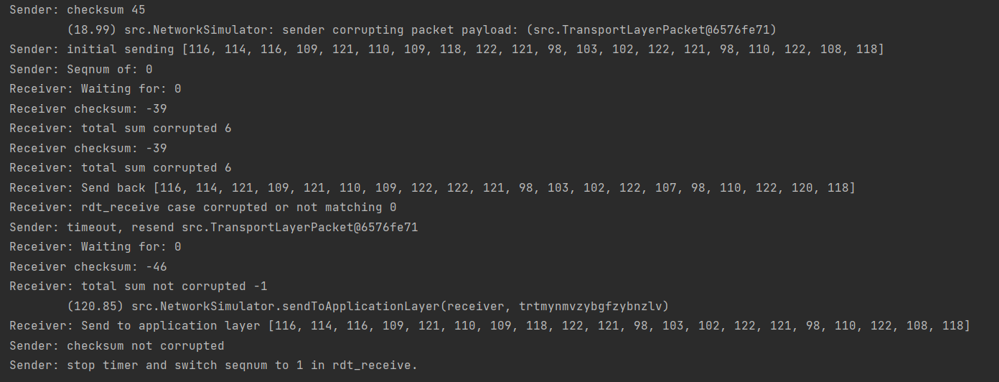 Sender: checksum 45
(18.99) src.NetworkSimulator: sender corrupting packet payload: (src.TransportLayerPacket@6576fe71)
Sender: initial sending [116, 114, 116, 109, 121, 110, 109, 118, 122, 121, 98, 103, 102, 122, 121, 98, 110, 122, 108, 118]
Sender: Seqnum of: 0
Receiver: Waiting for: 0
Receiver checksum: -39
Receiver: total sum corrupted 6
Receiver checksum: -39
Receiver: total sum corrupted 6
Receiver: Send back [116, 114, 121, 109, 121, 110, 109, 122, 122, 121, 98, 103, 102, 122, 107, 98, 110, 122, 120, 118]
Receiver: rdt_receive case corrupted or not matching 0
Sender: timeout, resend src.TransportLayerPacket@6576fe71
Receiver: Waiting for: 0
Receiver checksum: -46
Receiver: total sum not corrupted -1
(120.85) src.NetworkSimulator.sendToApplicationLayer(receiver, trtmynmvzybgfzybnzlv)
Receiver: Send to application layer [116, 114, 116, 109, 121, 110, 109, 118, 122, 121, 98, 103, 102, 122, 121, 98, 110, 122, 108, 118]
Sender: checksum not corrupted
Sender: stop timer and switch seqnum to 1 in rdt_receive.